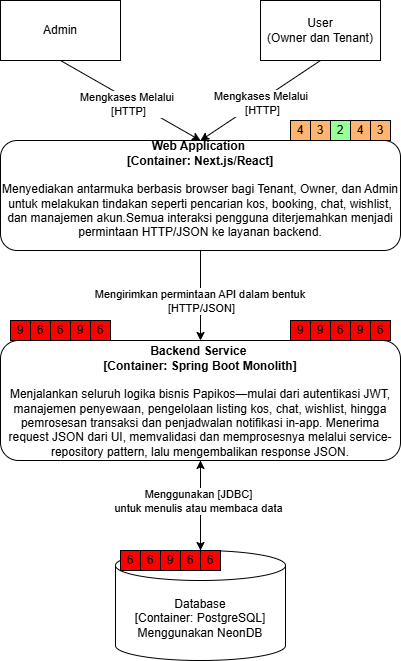 Admin
User
(Owner dan Tenant)
Mengkases Melalui
[HTTP]
Mengkases Melalui
[HTTP]
4 3 2 4 3
Web Application
[Container: Next.js/React]
Menyediakan antarmuka berbasis browser bagi Tenant, Owner, dan Admin
untuk melakukan tindakan seperti pencarian kos, booking, chat, wishlist,
dan manajemen akun.Semua interaksi pengguna diterjemahkan menjadi
permintaan HTTP/JSON ke layanan backend.
Mengirimkan permintaan API dalam bentuk
[HTTP/JSON]
9 6 6 9 6
9 9 6 9 6
Backend Service
[Container: Spring Boot Monolith]
Menjalankan seluruh logika bisnis Papikos—mulai dari autentikasi JWT,
manajemen penyewaan, pengelolaan listing kos, chat, wishlist, hingga
pemrosesan transaksi dan penjadwalan notifikasi in-app. Menerima
request JSON dari UI, memvalidasi dan memprosesnya melalui service-
repository pattern, lalu mengembalikan response JSON.
Menggunakan [JDBC]
untuk menulis atau membaca data
6 6 9 6 6
Database
[Container: PostgreSQL]
Menggunakan NeonDB